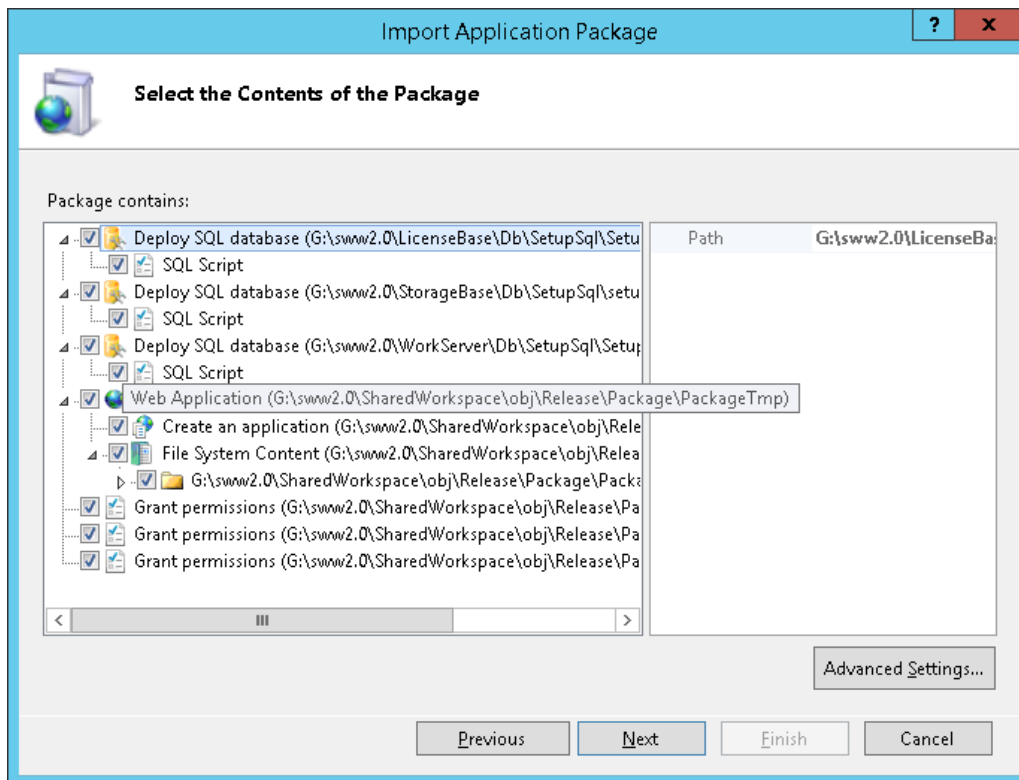 Import Application Package
?
x
Select the Contents of the Package
Package contains:
Deploy SQL database (G:\sww2.0\LicenseBase\Db\SetupSql\Setu
SQL Script
Deploy SQL database (G:\sww2.0\StorageBase\Db\SetupSql\setu
SQL Script
Deploy SQL database (G:\sww2.0\WorkServer\Db\SetupSql\Setup
SQL Script
Web Application (G:\sww2.0\SharedWorkspace\obj\Release\Package\PackageTmp)
Create an application (G:\sww2.0\SharedWorkspace\obj\Rele
File System Content (G:\sww2.0\SharedWorkspace\obj\Relea
G:\sww2.0\SharedWorkspace\obj\Release\Package\Packa
Grant permissions (G:\sww2.0\SharedWorkspace\obj\Release\Pa
Grant permissions (G:\sww2.0\SharedWorkspace\obj\Release\Pa
Grant permissions (G:\sww2.0\SharedWorkspace\obj\Release\Pa
Path G:\sww2.0\LicenseBa
Advanced Settings...
Previous
Next
Finish
Cancel